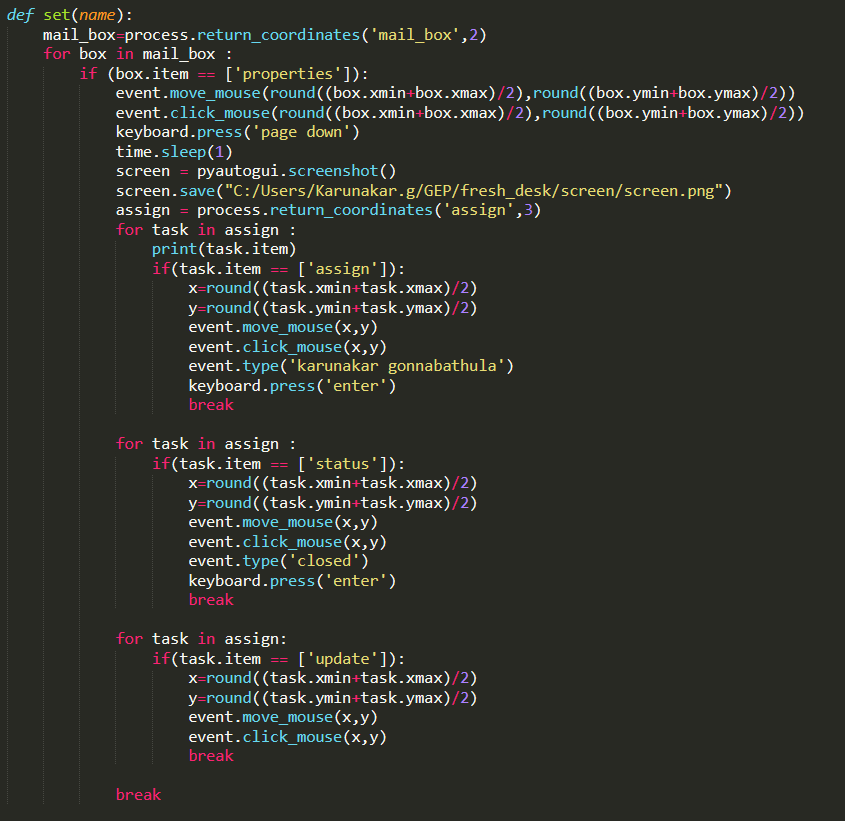 def set(name):
    mail_box=process.return_coordinates('mail_box',2)
    for box in mail_box :
        if (box.item == ['properties']):
            event.move_mouse(round((box.xmin+box.xmax)/2),round((box.ymin+box.ymax)/2))
            event.click_mouse(round((box.xmin+box.xmax)/2),round((box.ymin+box.ymax)/2))
            keyboard.press('page down')
            time.sleep(1)
            screen = pyautogui.screenshot()
            screen.save("C:/Users/Karunakar.g/GEP/fresh_desk/screen/screen.png")
            assign = process.return_coordinates('assign',3)
            for task in assign :
                print(task.item)
                if(task.item == ['assign']):
                    x=round((task.xmin+task.xmax)/2)
                    y=round((task.ymin+task.ymax)/2)
                    event.move_mouse(x,y)
                    event.click_mouse(x,y)
                    event.type('karunakar gonnabathula')
                    keyboard.press('enter')
                    break

            for task in assign :
                if(task.item == ['status']):
                    x=round((task.xmin+task.xmax)/2)
                    y=round((task.ymin+task.ymax)/2)
                    event.move_mouse(x,y)
                    event.click_mouse(x,y)
                    event.type('closed')
                    keyboard.press('enter')
                    break

            for task in assign:
                if(task.item == ['update']):
                    x=round((task.xmin+task.xmax)/2)
                    y=round((task.ymin+task.ymax)/2)
                    event.move_mouse(x,y)
                    event.click_mouse(x,y)
                    break

            break